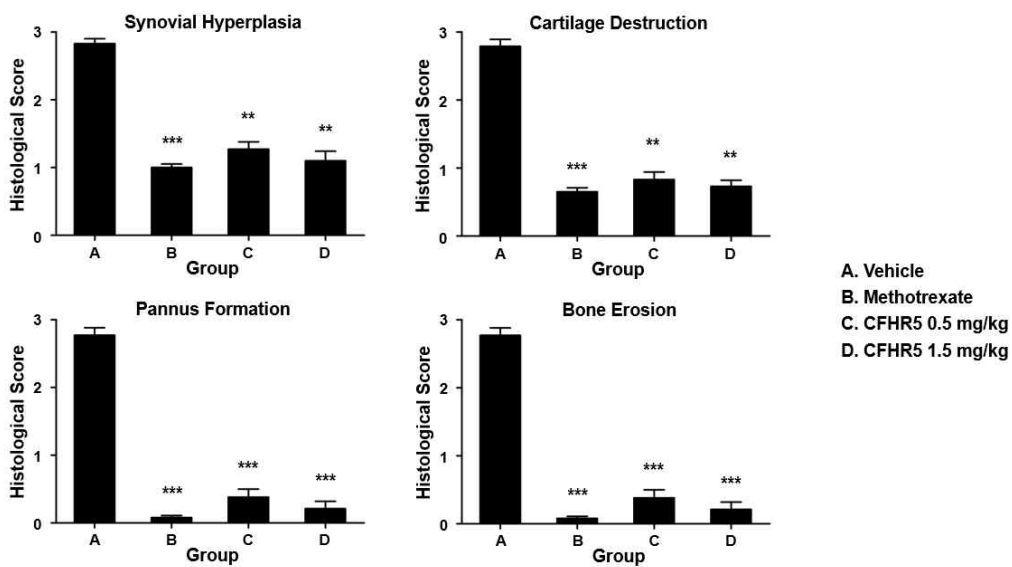 Synovial Hyperplasia
Histological Score
3
2
1
0
***
**
**
A B C D
Group
Cartilage Destruction
Histological Score
3
2
1
0
***
**
**
A B C D
Group
Pannus Formation
Histological Score
3
2
1
0
***
***
***
A B C D
Group
Bone Erosion
Histological Score
3
2
1
0
***
***
***
A B C D
Group
A. Vehicle
B. Methotrexate
C. CFHR5 0.5 mg/kg
D. CFHR5 1.5 mg/kg